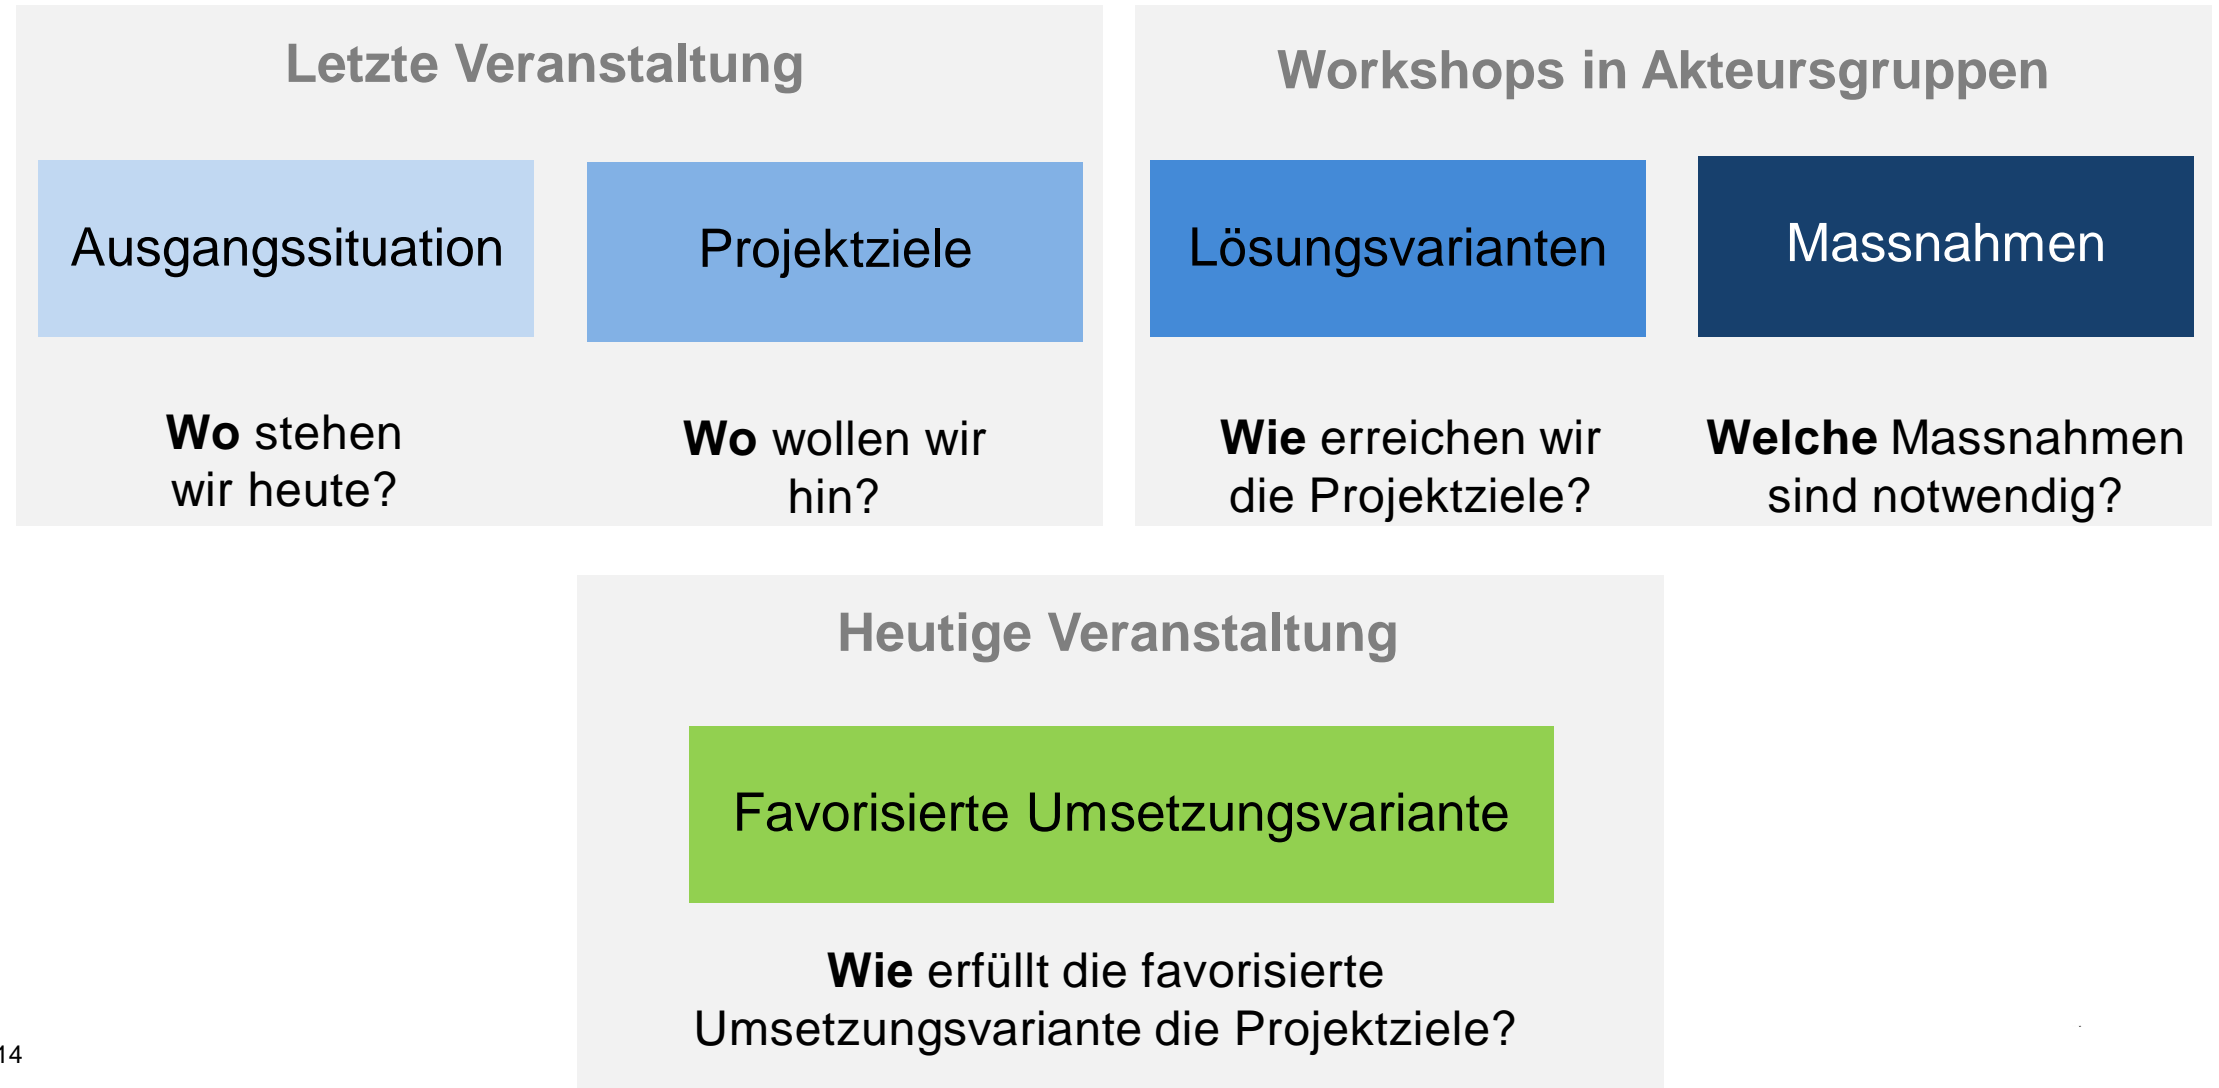 Letzte Veranstaltung
Ausgangssituation
Projektziele
Wo stehen
wir heute?
Wo wollen wir
hin?
Workshops in Akteursgruppen
Lösungsvarianten
Massnahmen
Wie erreichen wir
die Projektziele?
Welche Massnahmen
sind notwendig?
Heutige Veranstaltung
Favorisierte Umsetzungsvariante
Wie erfüllt die favorisierte
Umsetzungsvariante die Projektziele?
14